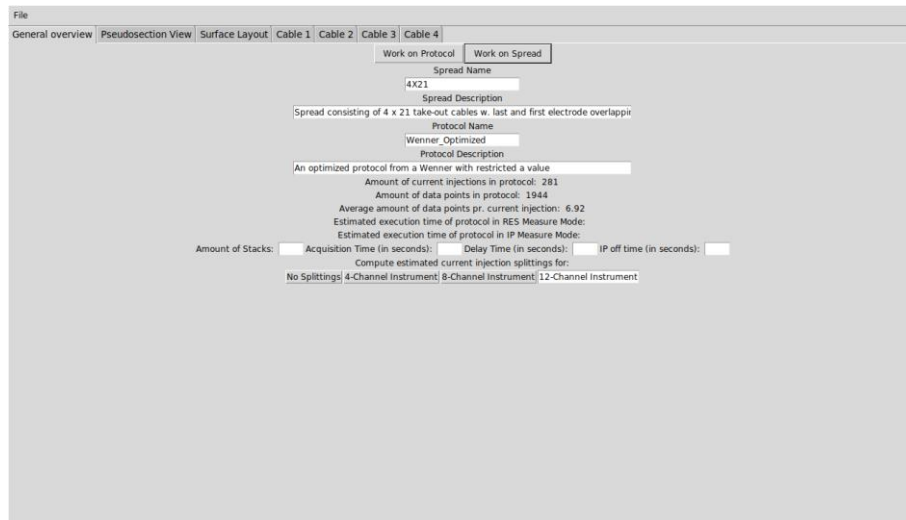 File
General overview Pseudosection View Surface Layout Cable 1 Cable 2 Cable 3 Cable 4
Work on Protocol Work on Spread
Spread Name
4X21
Spread Description
Spread consisting of 4 x 21 take-out cables w. last and first electrode overlappin
Protocol Name
Wenner_Optimized
Protocol Description
An optimized protocol from a Wenner with restricted a value
Amount of current injections in protocol: 281
Amount of data points in protocol: 1944
Average amount of data points pr. current injection: 6.92
Estimated execution time of protocol in RES Measure Mode:
Estimated execution time of protocol in IP Measure Mode:
Amount of Stacks: Acquisition Time (in seconds): Delay Time (in seconds): IP off time (in seconds):
Compute estimated current injection splittings for:
No Splittings 4-Channel Instrument 8-Channel Instrument 12-Channel Instrument